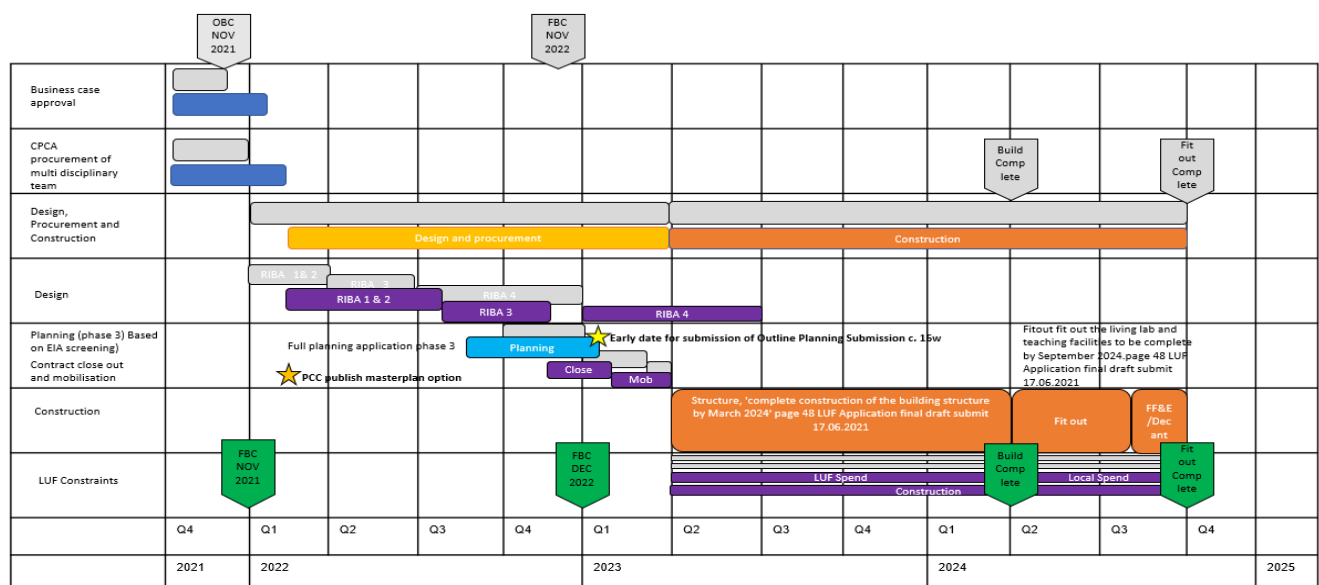 OBC
NOV
2021
FBC
NOV
2022
Business case
approval
CPCA
procurement of
multi disciplinary
team
Build
Comp
lete
Fit
out
Comp
lete
Design,
Procurement and
Construction
Design and procurement
Construction
Design
RIBA 1& 2
RIBA 3
RIBA 4
RIBA 1 & 2
RIBA 3
RIBA 4
Planning (phase 3) Based
on EIA screening)
Full planning application phase 3
Planning
Early date for submission of Outline Planning Submission c. 16w
Fitout fit out the living lab and
teaching facilities to be complete
by September 2024.page 48 LUF
Application final draft submit
17.06.2021
Contract close out
and mobilisation
PCC publish masterplan option
Close
Mob
Construction
Structure, 'complete construction of the building structure
by March 2024' page 48 LUF Application final draft submit
17.06.2021
Fit out
FF&E
/Dec
ant
LUF Constraints
FBC
NOV
2021
FBC
DEC
2022
Build
Comp
lete
Fit
out
Comp
lete
LUF Spend
Local Spend
Construction
Q4 Q1 Q2 Q3 Q4 Q1 Q2 Q3 Q4 Q1 Q2 Q3 Q4
2021 2022 2023 2024 2025